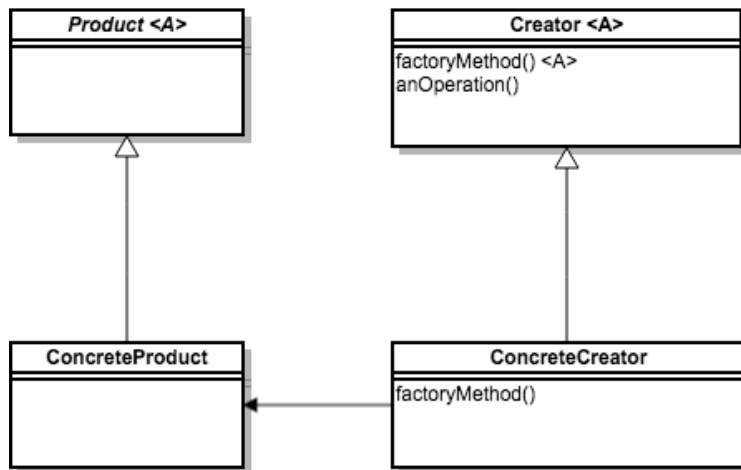 Product <A>
Creator <A>
factoryMethod() <A>
anOperation()
ConcreteProduct
ConcreteCreator
factoryMethod()